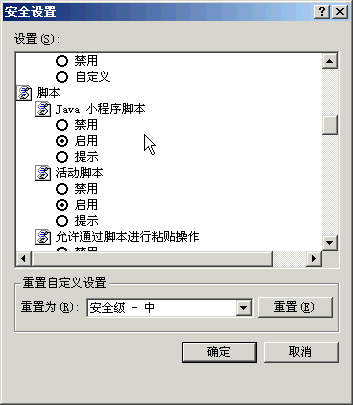 安全设置
设置(S):
禁用
自定义
脚本
Java 小程序脚本
禁用
启用
提示
活动脚本
禁用
启用
提示
允许通过脚本进行粘贴操作
重置自定义设置
重置为(R): 安全级 - 中 重置(E)
确定 取消